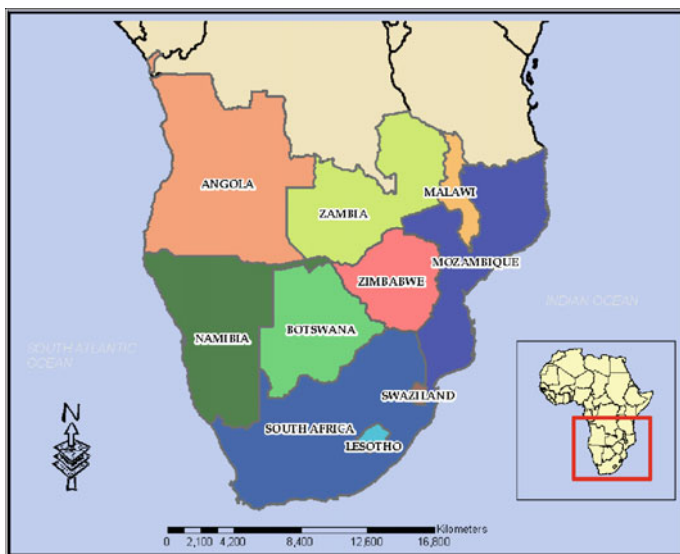 ANGOLA
ZAMBIA
MALAWI
MOZAMBIQUE
ZIMBABWE
INDIAN OCEAN
NAMIBIA
BOTSWANA
SOUTH ATLANTIC
OCEAN
SWAZILAND
SOUTH AFRICA
LESOTHO
N
Kilometers
0 2,100 4,200 8,400 12,600 16,800